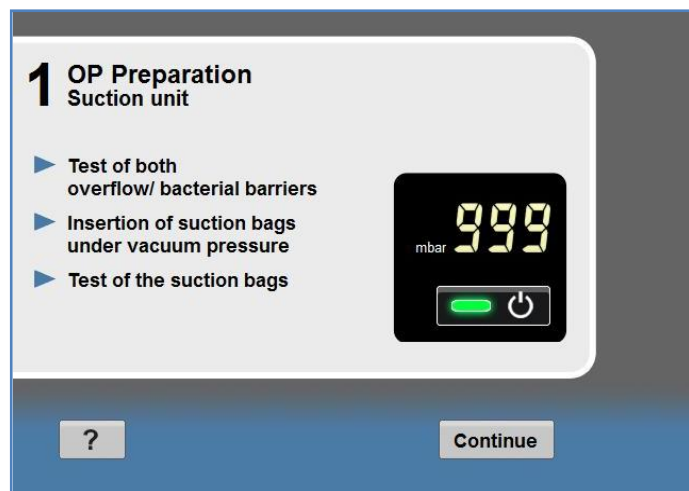 1 OP Preparation
Suction unit
Test of both
overflow/ bacterial barriers
Insertion of suction bags
under vacuum pressure
Test of the suction bags
mbar 999
?
Continue